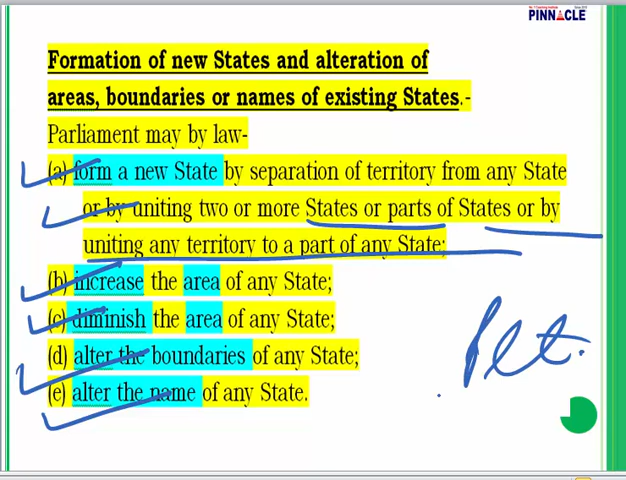 PINNACLE
Formation of new States and alteration of
areas, boundaries or names of existing States.-
Parliament may by law-
(a) form a new State by separation of territory from any State
or by uniting two or more States or parts of States or by
uniting any territory to a part of any State;
(b) increase the area of any State;
(c) diminish the area of any State;
(d) alter the boundaries of any State;
(e) alter the name of any State.